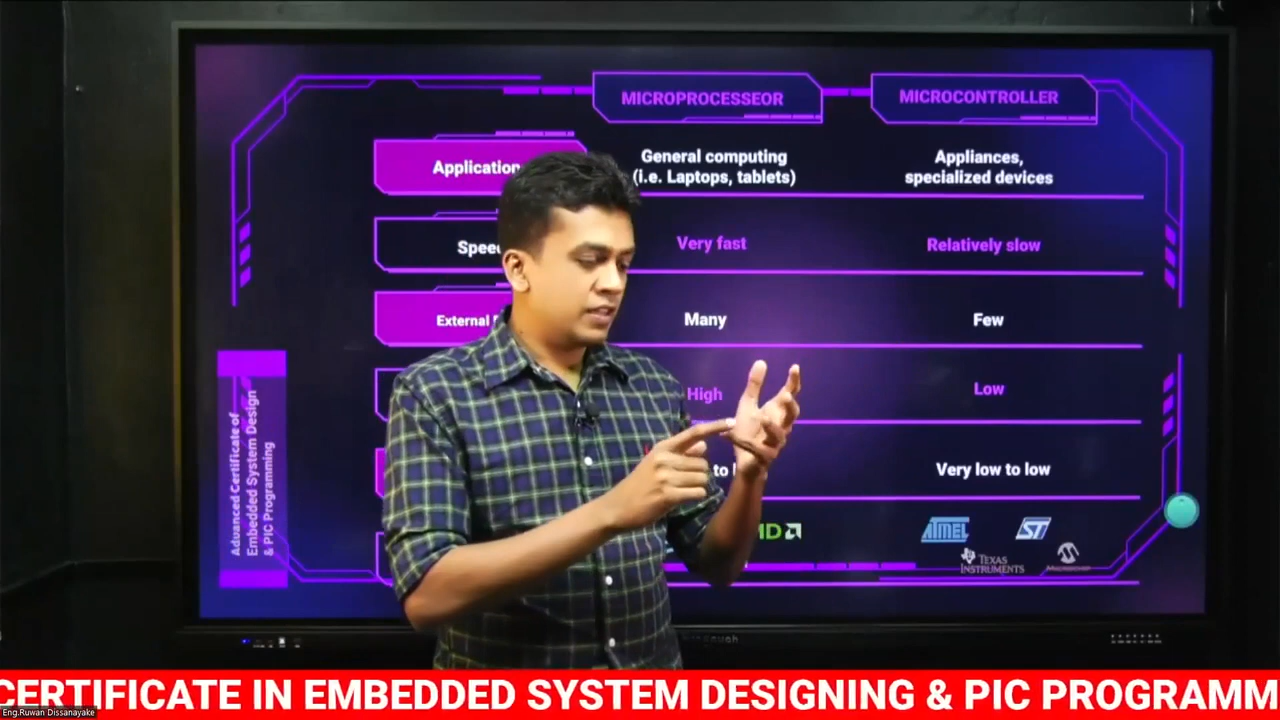 MICROPROCESSEOR
MICROCONTROLLER
Application
General computing
(i.e. Laptops, tablets)
Appliances,
specialized devices
Very fast
Relatively slow
External
Many
Few
High
Low
to
Very low to low
ATMEL
ST
TEXAS
INSTRUMENTS
MICROCHIP
Advanced Certificate of
Embedded System Design
& PIC Programming
CERTIFICATE IN EMBEDDED SYSTEM DESIGNING & PIC PROGRAMM
Eng.Ruwan Dissanayake